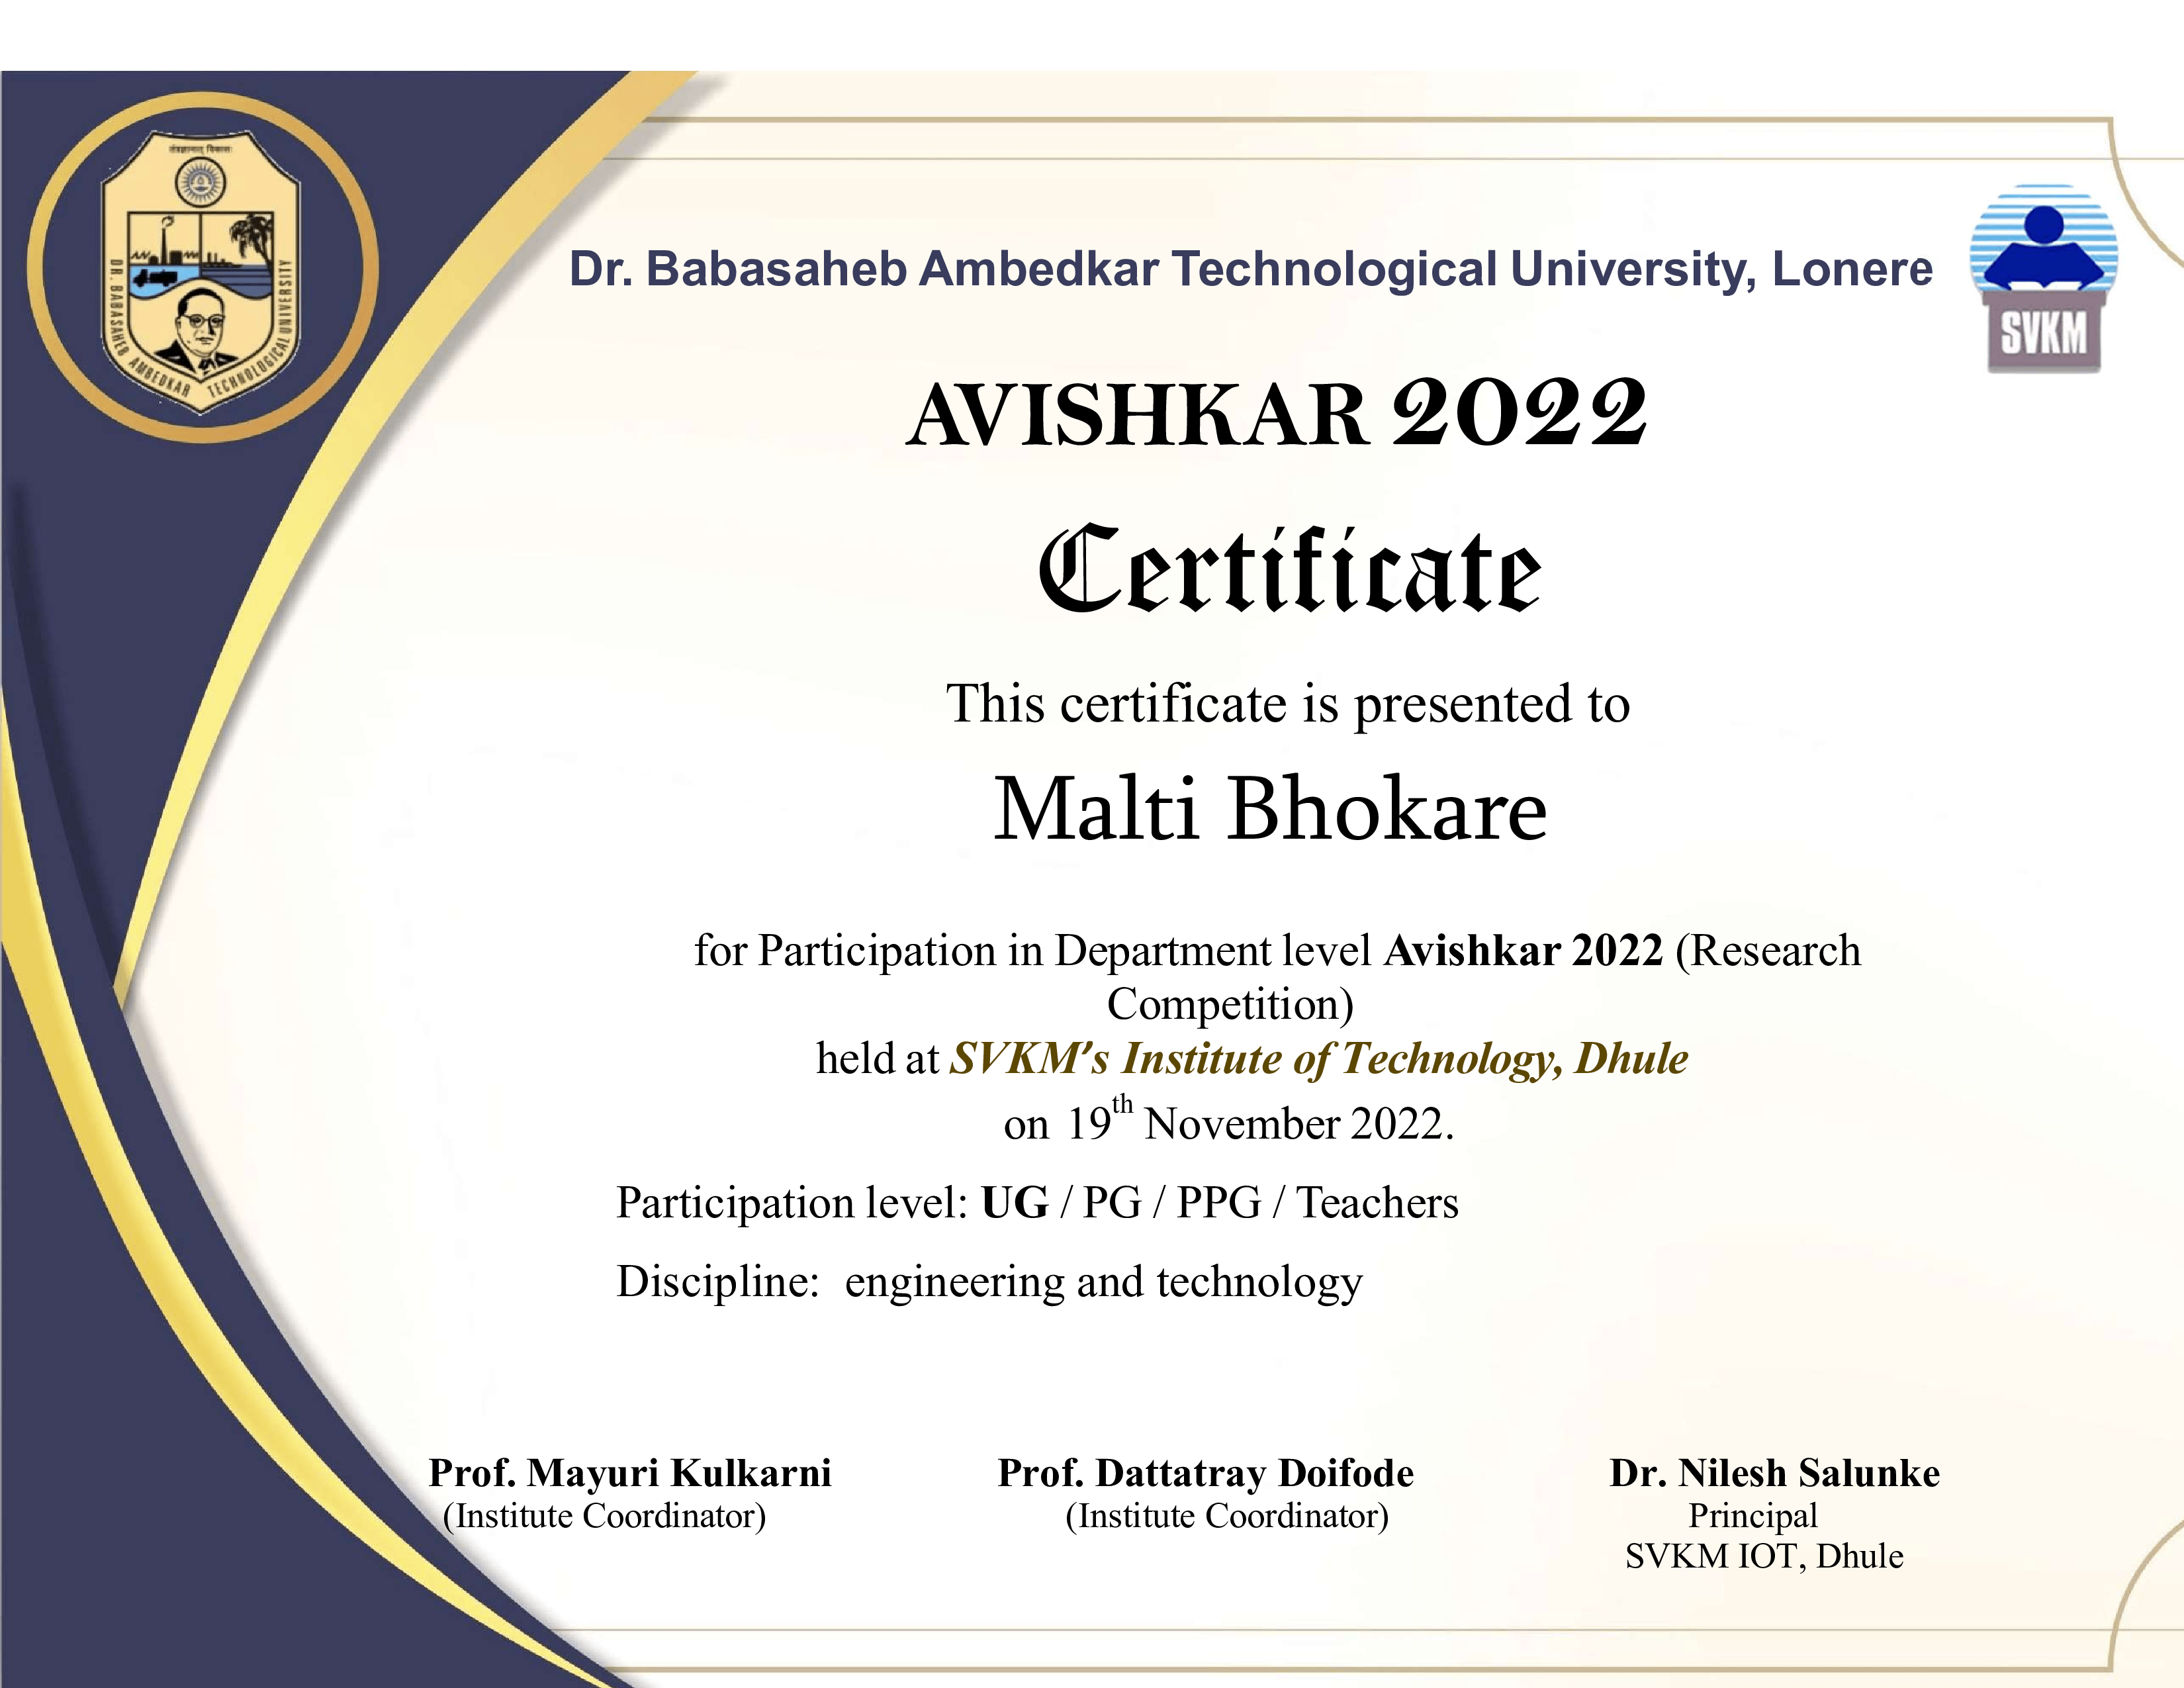 तंत्रज्ञानात् विकासः
DR. BABASAHEB AMBEDKAR TECHNOLOGICAL UNIVERSITY
Dr. Babasaheb Ambedkar Technological University, Lonere
SVKM
AVISHKAR 2022
Certificate
This certificate is presented to
Malti Bhokare
for Participation in Department level Avishkar 2022 (Research
Competition)
held at SVKM's Institute of Technology, Dhule
on 19th November 2022.
Participation level: UG / PG / PPG / Teachers
Discipline: engineering and technology
Prof. Mayuri Kulkarni Prof. Dattatray Doifode Dr. Nilesh Salunke
(Institute Coordinator) (Institute Coordinator) Principal
SVKM IOT, Dhule